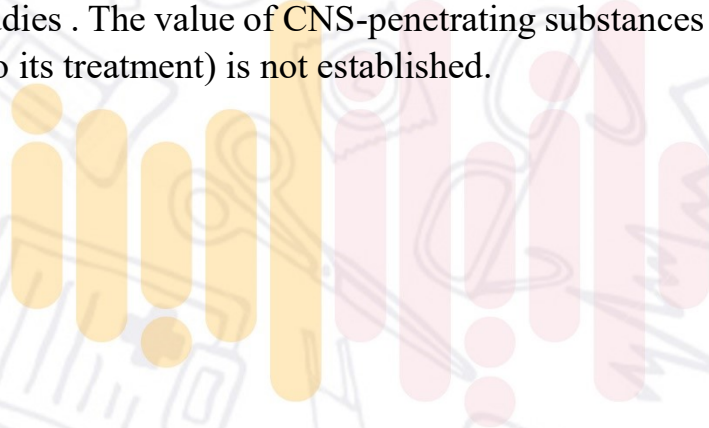 dies . The value of CNS-penetrating substances
o its treatment) is not established.